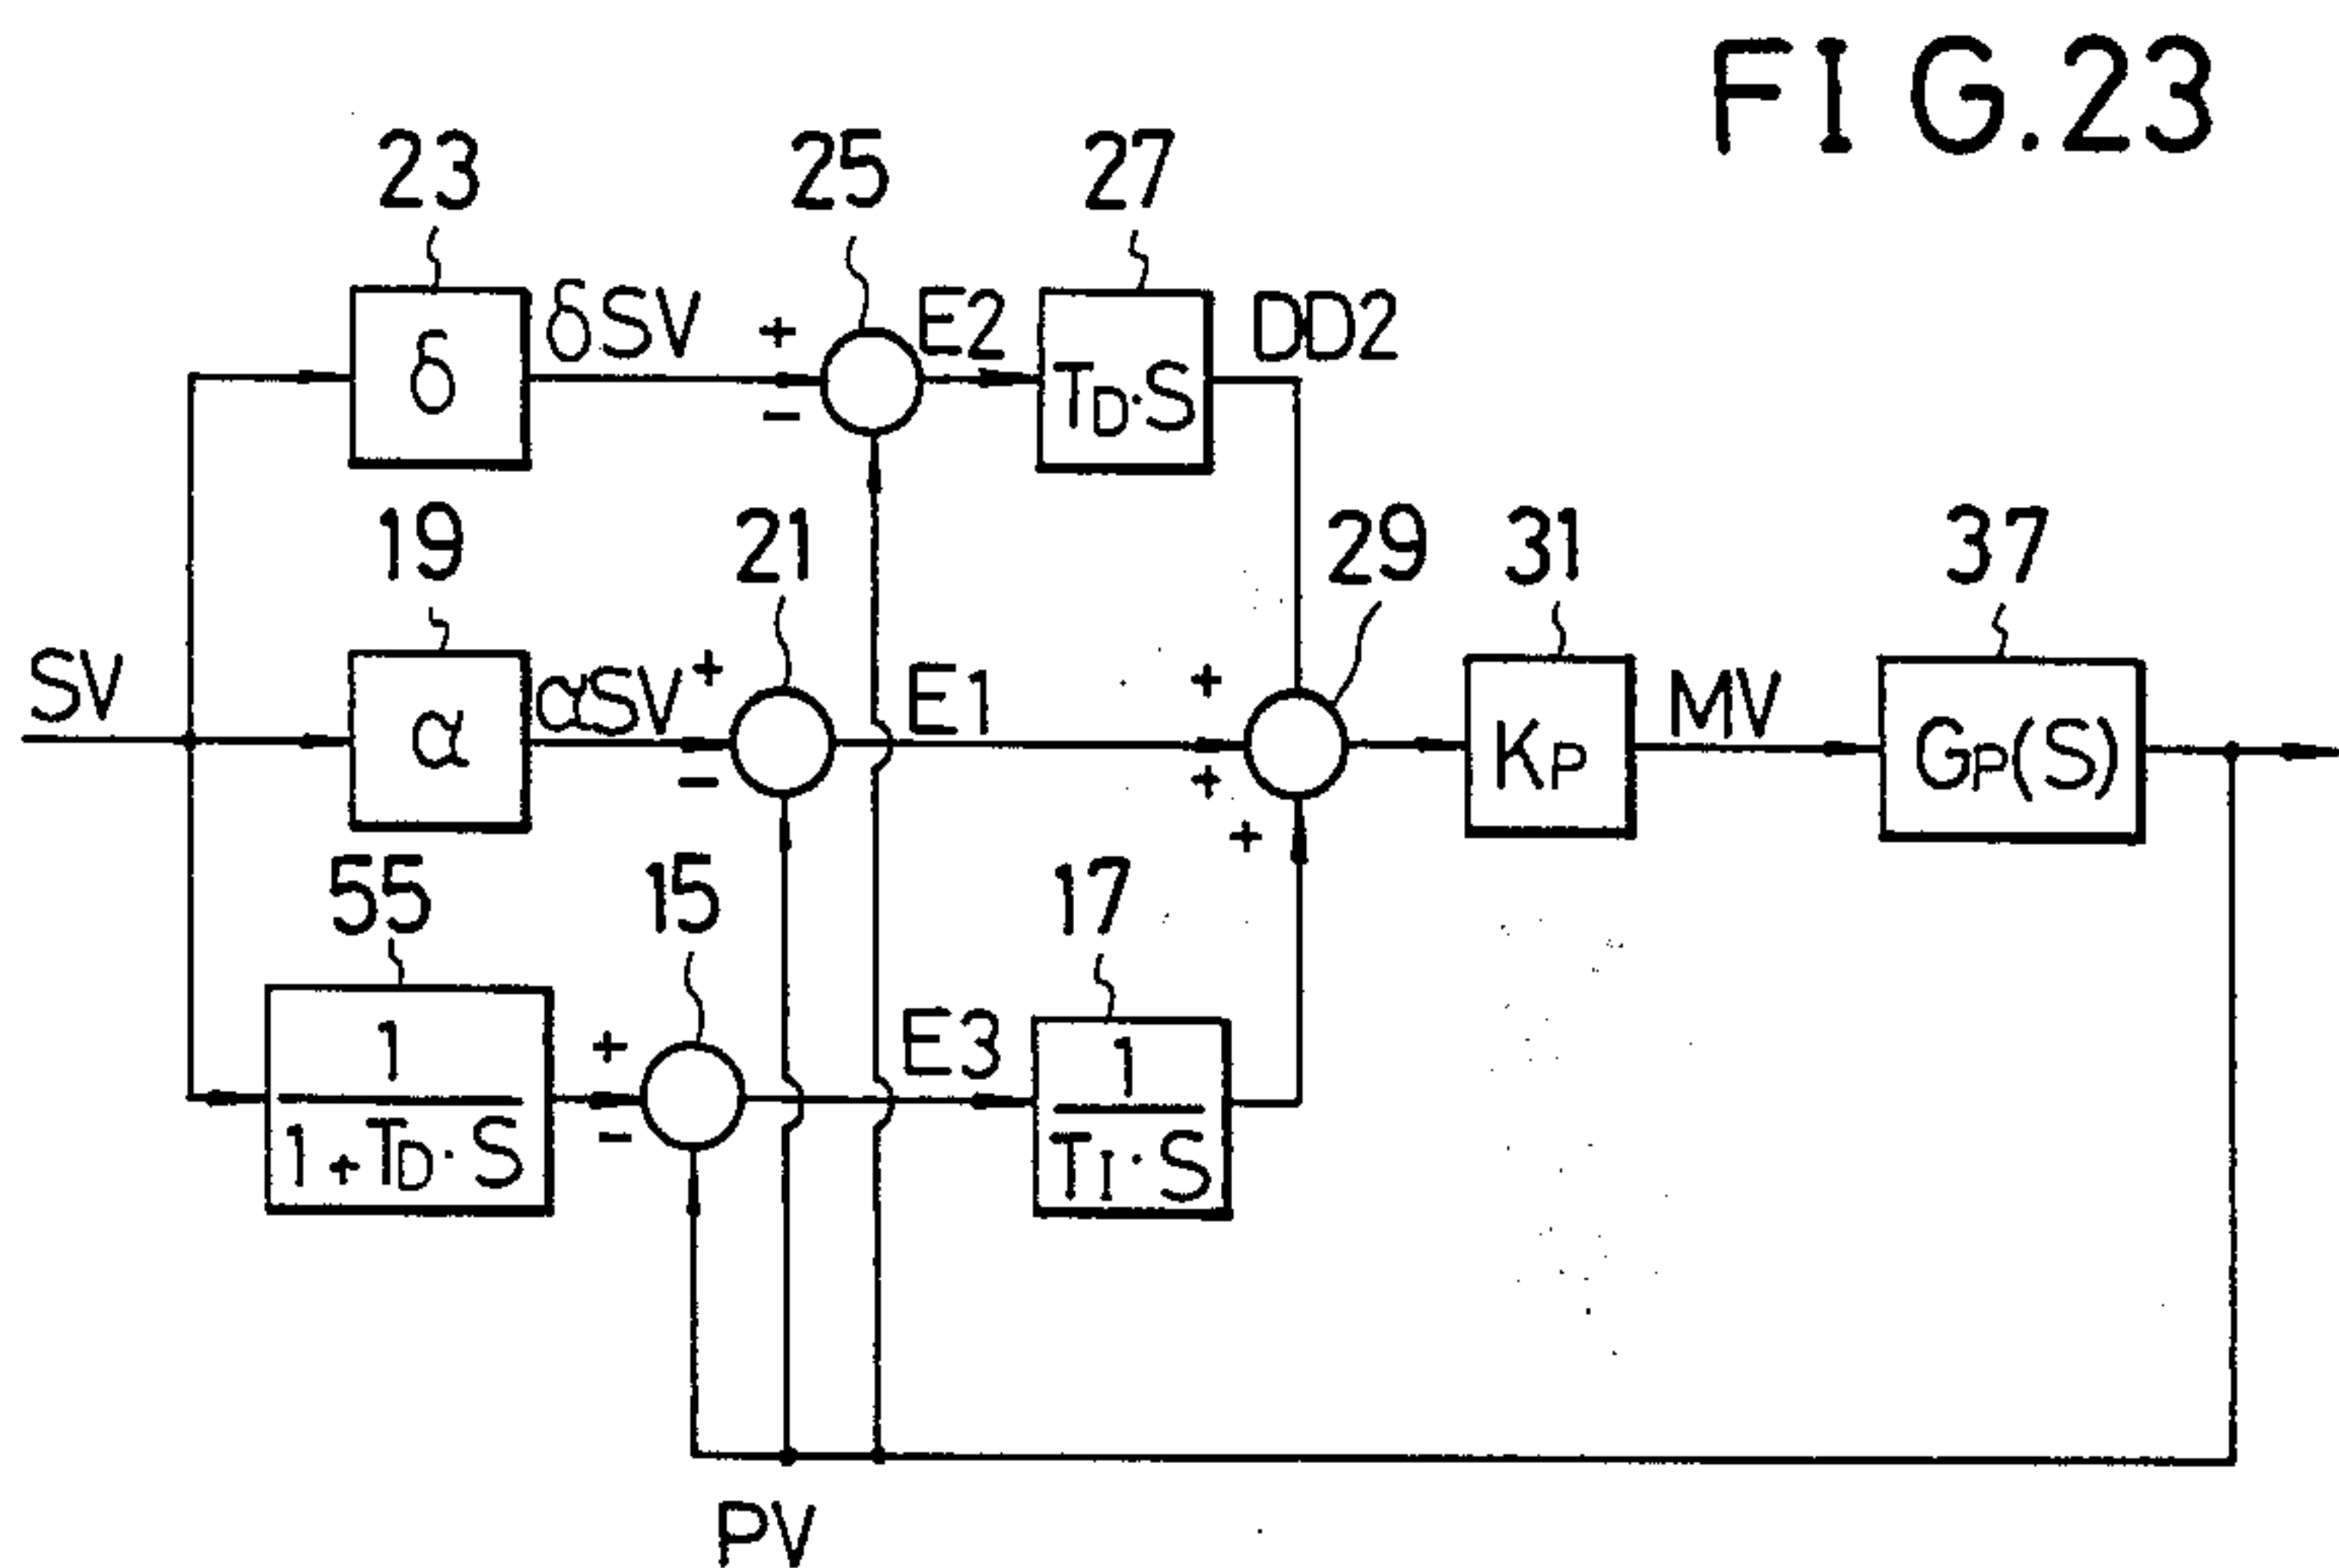 FIG.23
23 25 27
δSV + E2 DD2
δ TD·S
−
19 21 29 31 37
SV αSV + E1 + MV
α KP GP(S)
− + +
55 15 17
1 + E3 1
1+TD·S − TI·S
PV